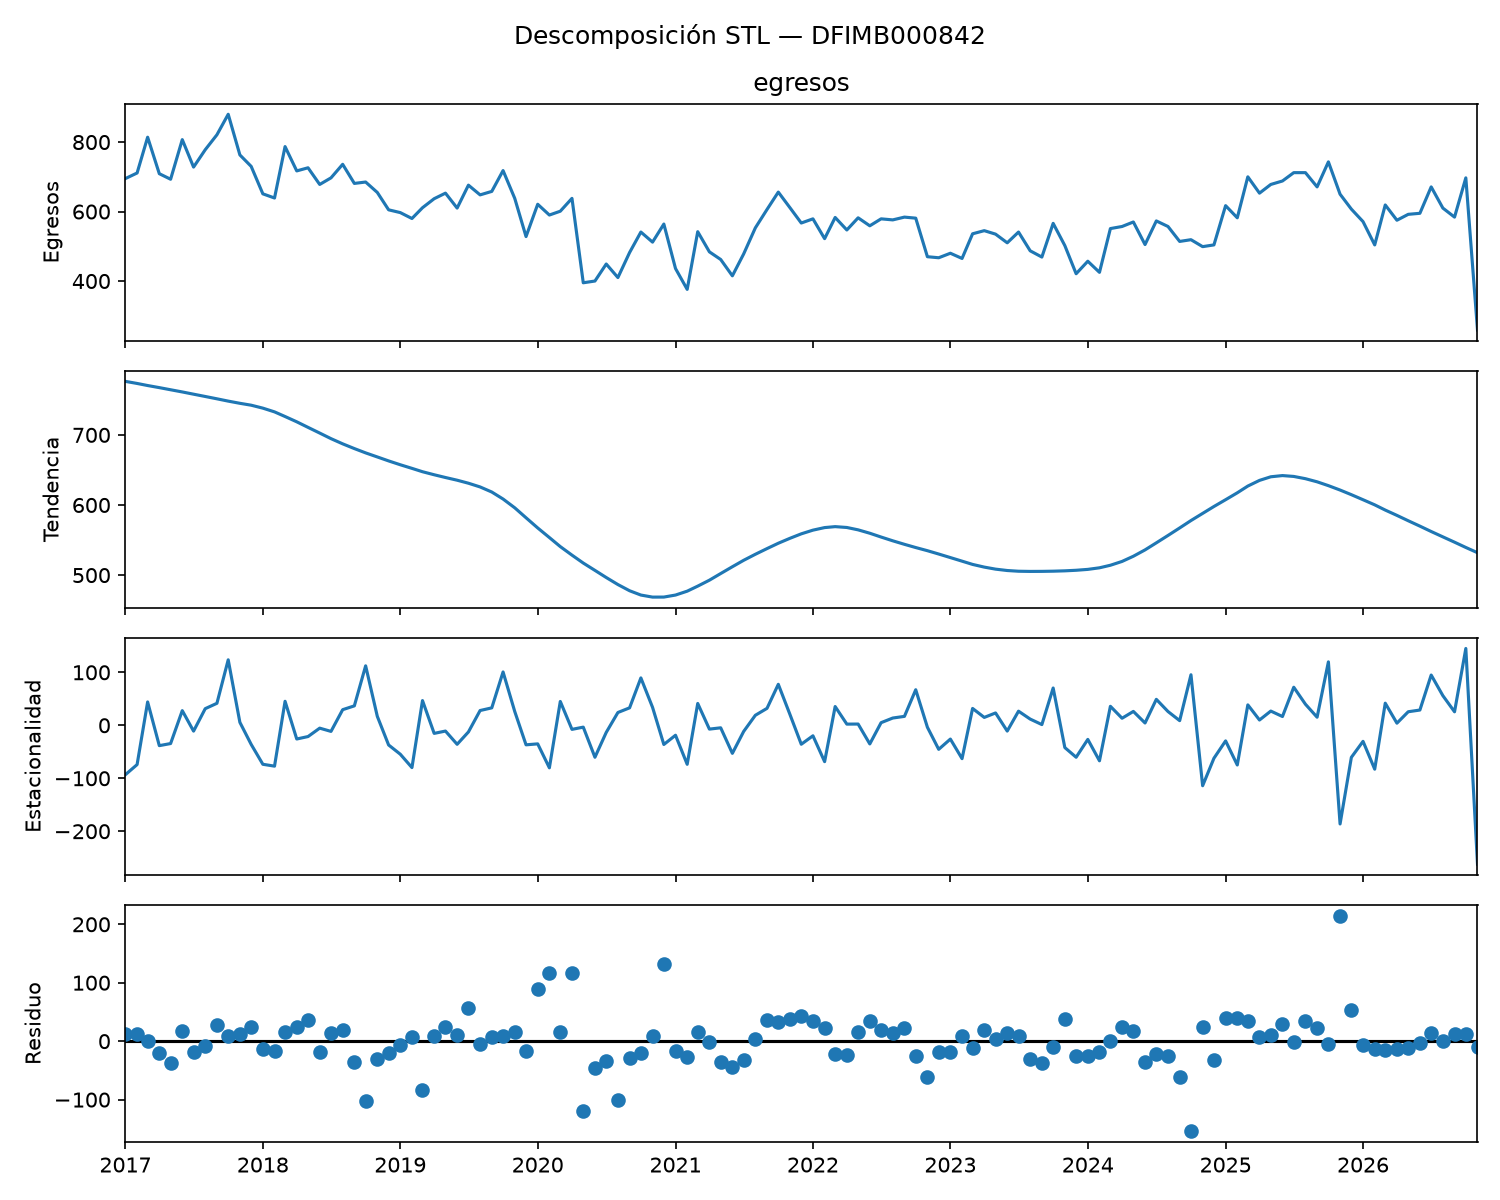 Descomposición STL — DFIMB000842
egresos
Egresos
800
600
400
Tendencia
700
600
500
Estacionalidad
100
0
−100
−200
Residuo
200
100
0
−100
2017 2018 2019 2020 2021 2022 2023 2024 2025 2026